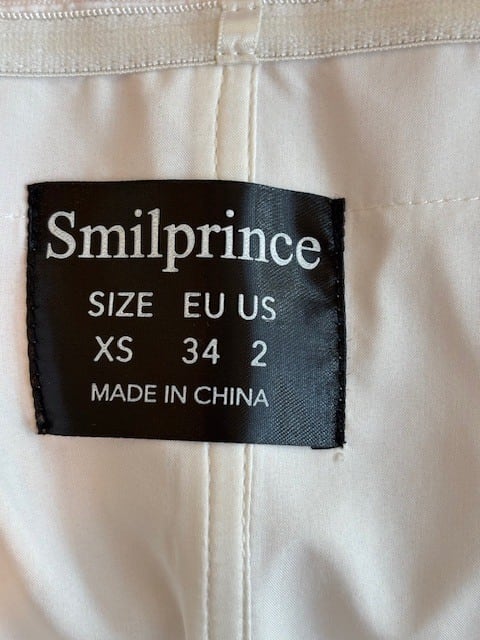 Smilprince
SIZE EU US
XS 34 2
MADE IN CHINA